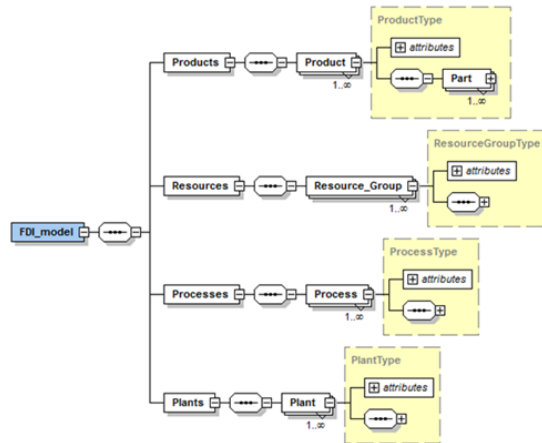 ProductType
attributes
Products
Product
1..∞
Part
1..∞
ResourceGroupType
attributes
Resources
Resource_Group
1..∞
FDI_model
ProcessType
attributes
Processes
Process
1..∞
PlantType
attributes
Plants
Plant
1..∞